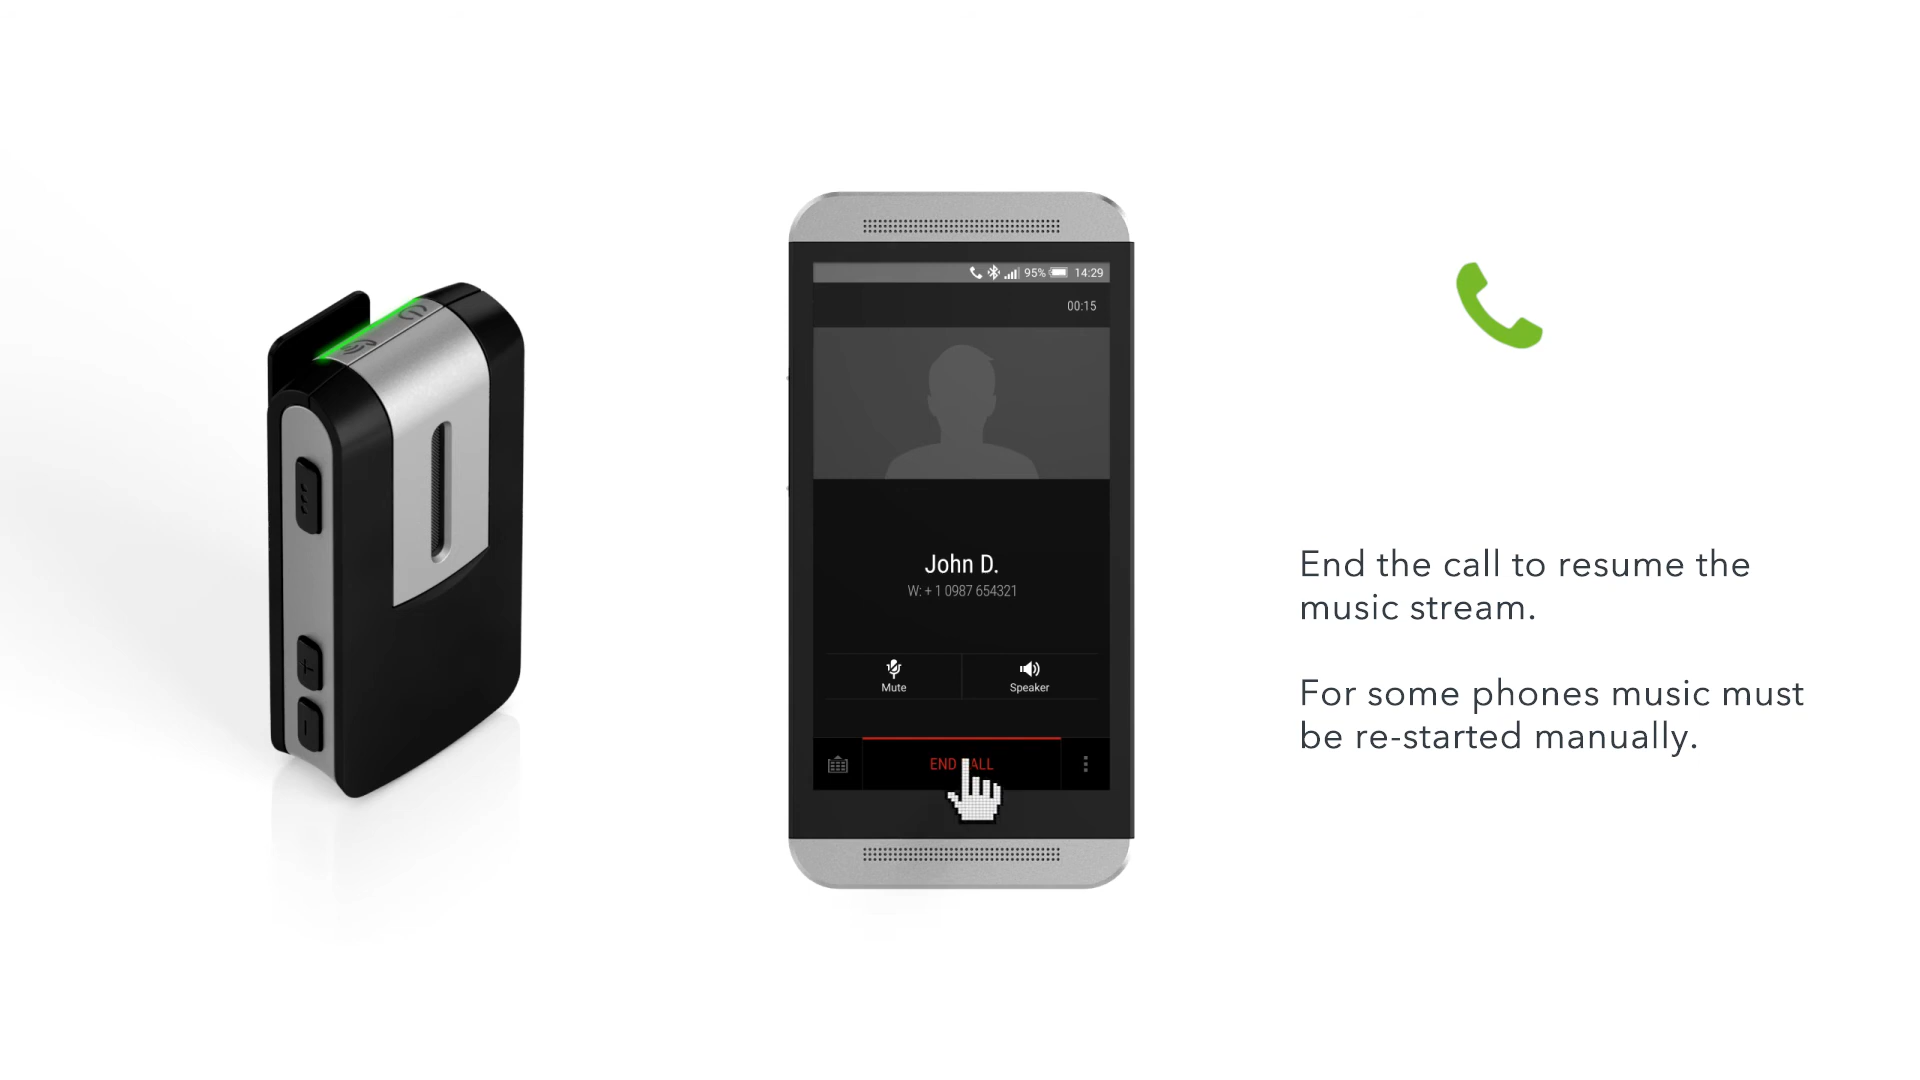 95% 14:29
00:15
John D.
W: + 1 0987 654321
Mute
Speaker
END ALL
End the call to resume the
music stream.
For some phones music must
be re-started manually.